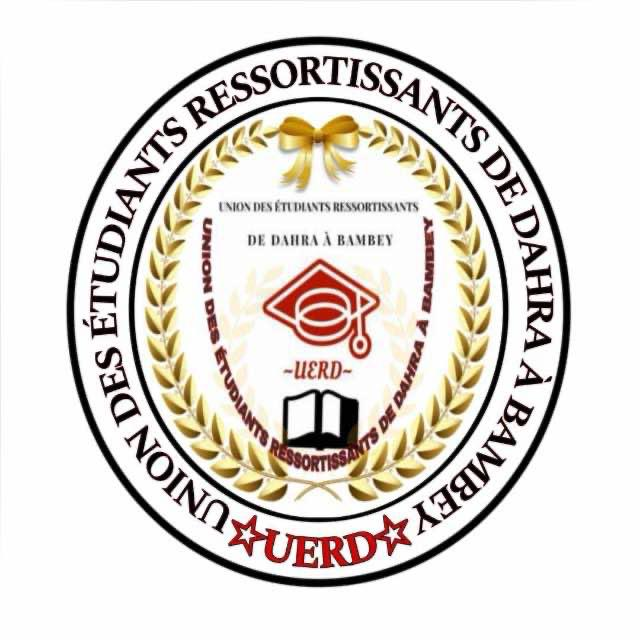 UNION DES ÉTUDIANTS RESSORTISSANTS DE DAHRA À BAMBEY
UNION DES ÉTUDIANTS RESSORTISSANTS
DE DAHRA À BAMBEY
UNION DES ÉTUDIANTS RESSORTISSANTS DE DAHRA À BAMBEY
~UERD~
UERD